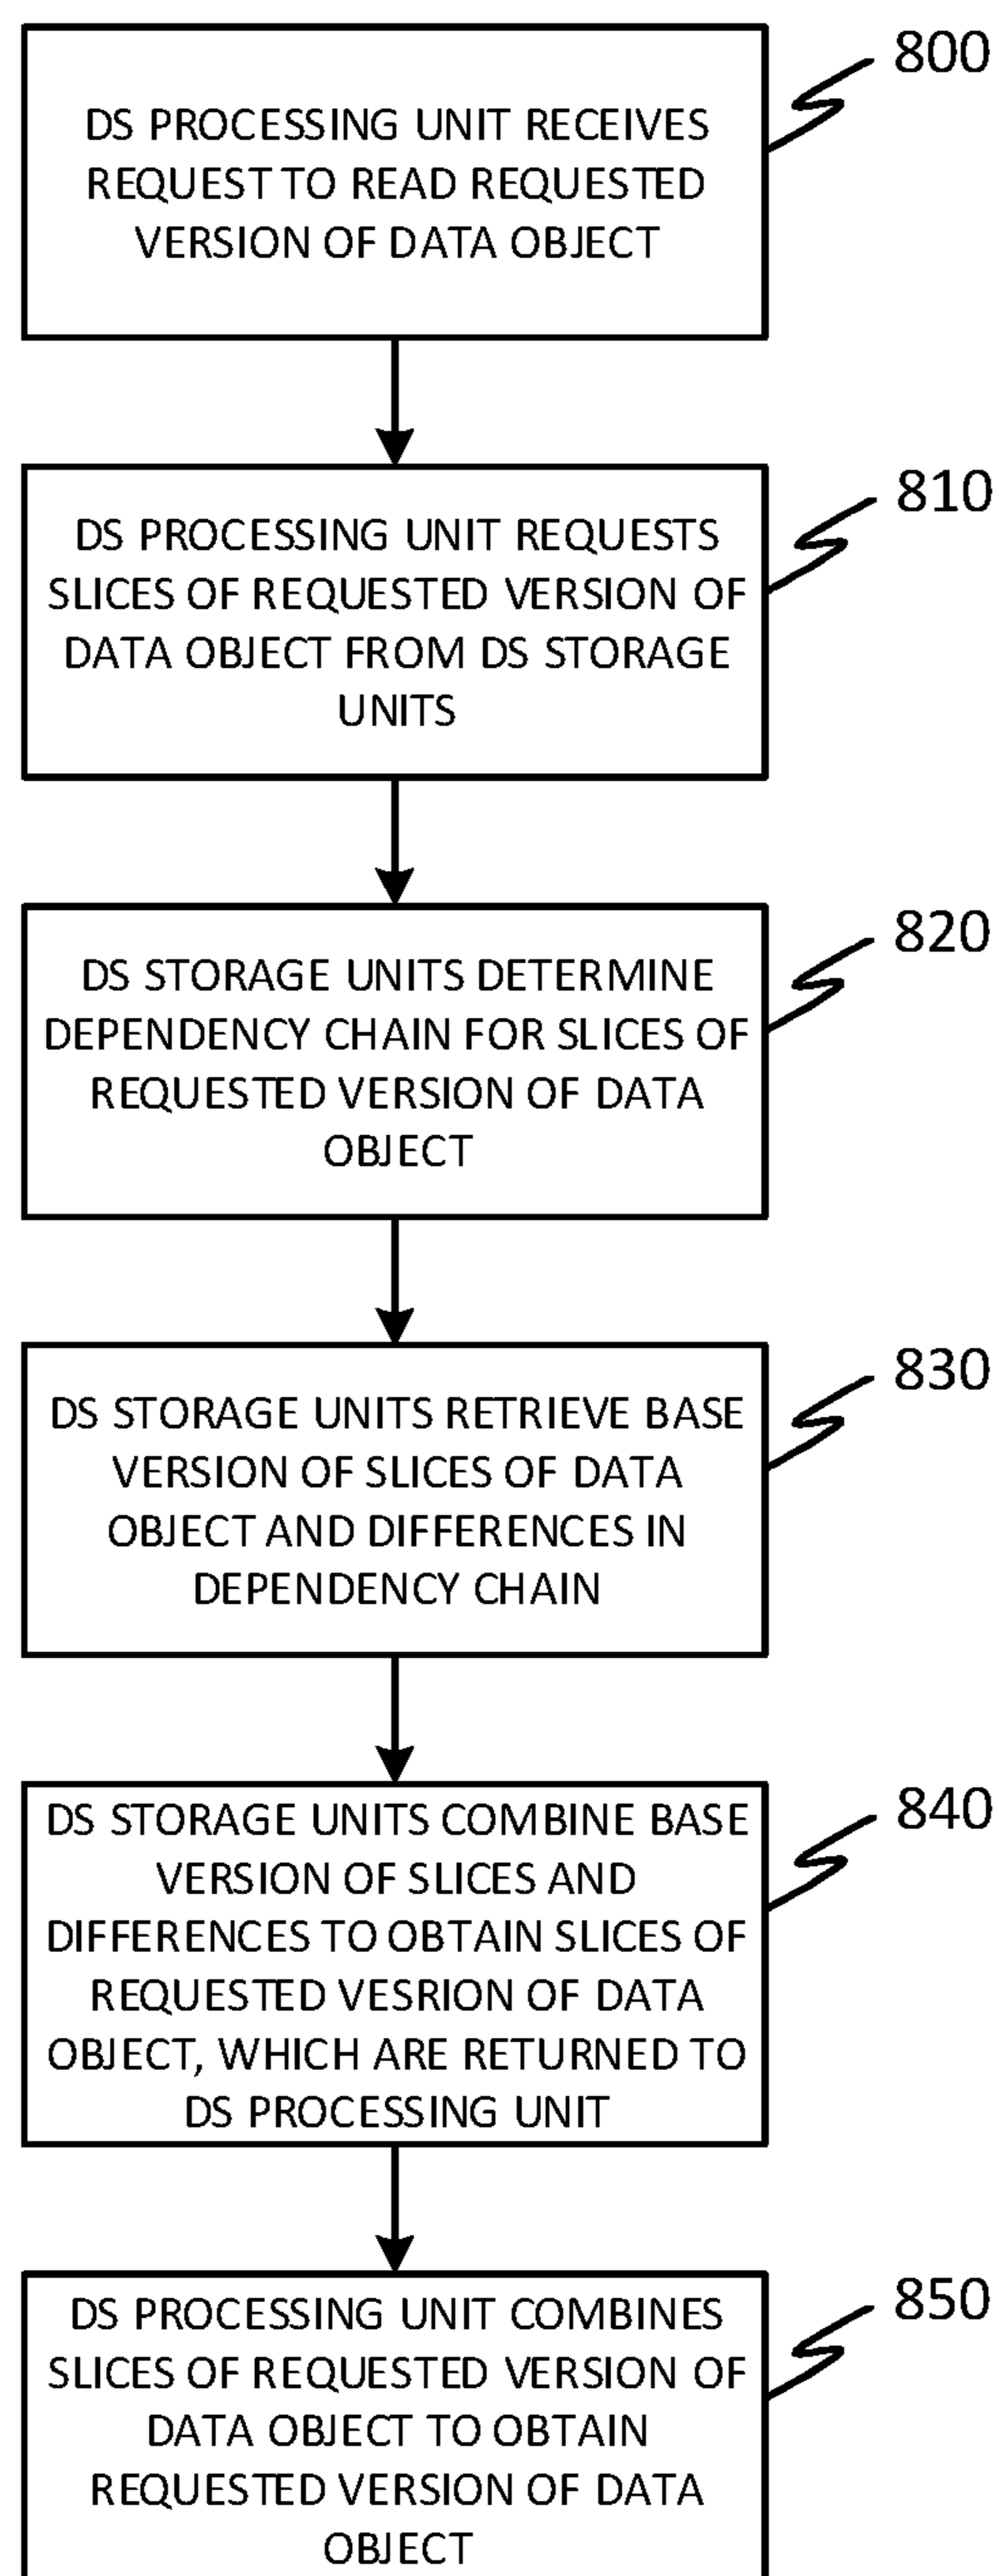 DS PROCESSING UNIT RECEIVES
REQUEST TO READ REQUESTED
VERSION OF DATA OBJECT
800
DS PROCESSING UNIT REQUESTS
SLICES OF REQUESTED VERSION OF
DATA OBJECT FROM DS STORAGE
UNITS
810
DS STORAGE UNITS DETERMINE
DEPENDENCY CHAIN FOR SLICES OF
REQUESTED VERSION OF DATA
OBJECT
820
DS STORAGE UNITS RETRIEVE BASE
VERSION OF SLICES OF DATA
OBJECT AND DIFFERENCES IN
DEPENDENCY CHAIN
830
DS STORAGE UNITS COMBINE BASE
VERSION OF SLICES AND
DIFFERENCES TO OBTAIN SLICES OF
REQUESTED VESRION OF DATA
OBJECT, WHICH ARE RETURNED TO
DS PROCESSING UNIT
840
DS PROCESSING UNIT COMBINES
SLICES OF REQUESTED VERSION OF
DATA OBJECT TO OBTAIN
REQUESTED VERSION OF DATA
OBJECT
850